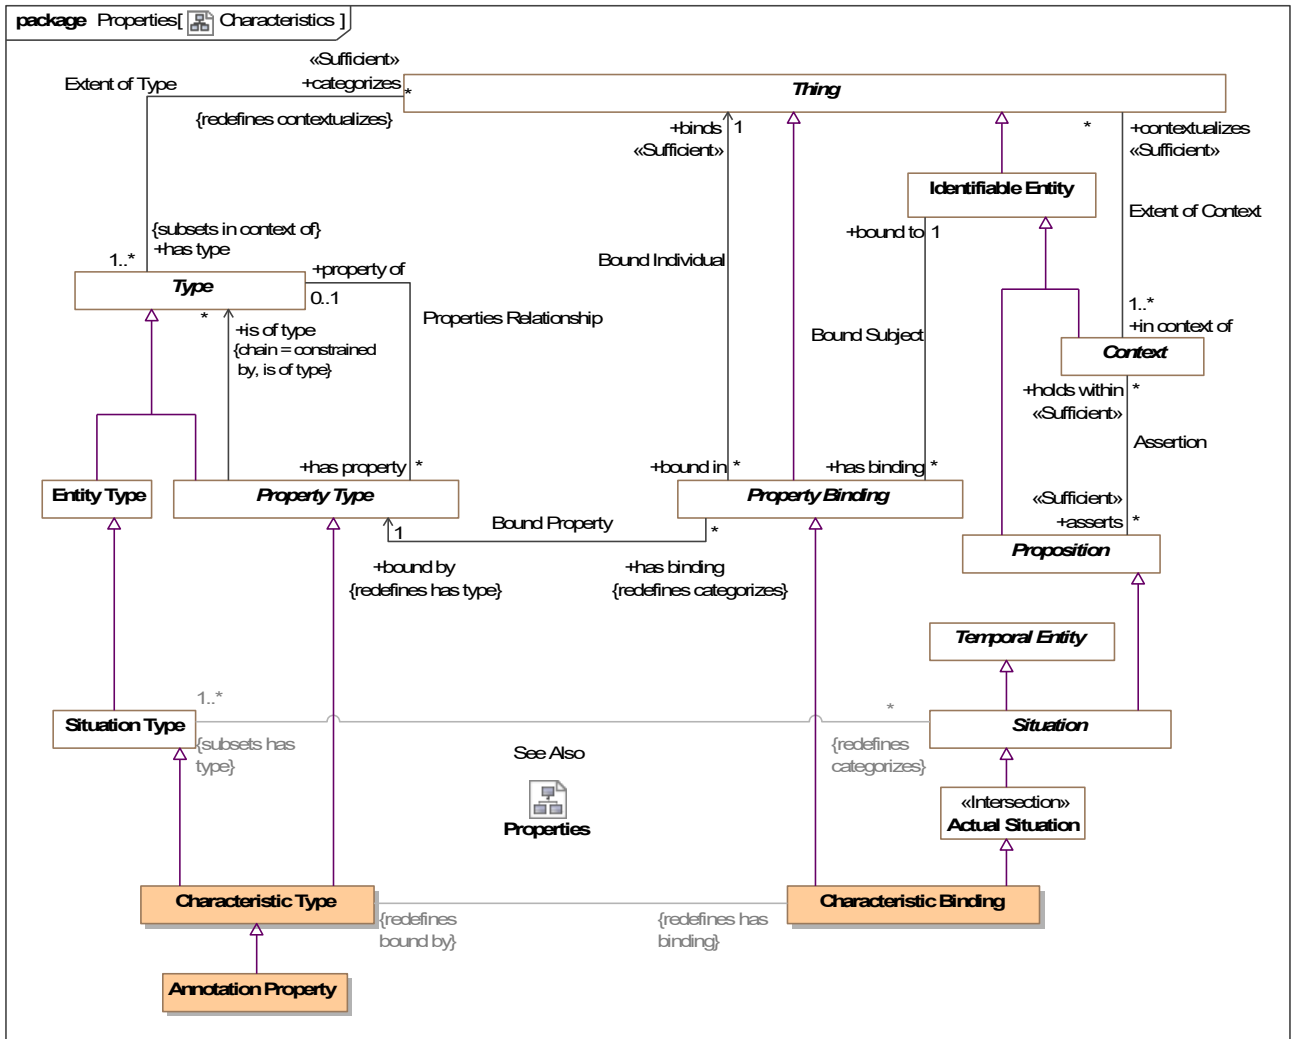 package Properties[ Characteristics ]
«Sufficient»
Extent of Type
+categorizes
*
Thing
{redefines contextualizes}
+binds 1
«Sufficient»
* +contextualizes
«Sufficient»
Identifiable Entity
Extent of Context
{subsets in context of}
+has type
1..*
+bound to 1
Bound Individual
+property of
0..1
Type
*
+is of type
{chain = constrained
by, is of type}
Properties Relationship
Bound Subject
1..*
+in context of
Context
+holds within *
«Sufficient»
Assertion
+has property *
+bound in *
+has binding *
Entity Type
Property Type
Property Binding
«Sufficient»
+asserts *
Bound Property
1
*
+bound by
{redefines has type}
+has binding
{redefines categorizes}
Proposition
Temporal Entity
1..*
*
Situation Type
Situation
{subsets has
type}
See Also
{redefines
categorizes}
Properties
«Intersection»
Actual Situation
Characteristic Type
Characteristic Binding
{redefines
bound by}
{redefines has
binding}
Annotation Property